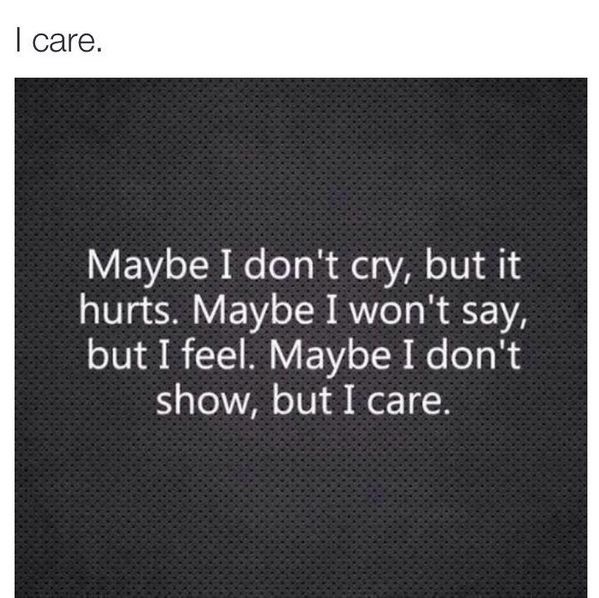 I care.
Maybe I don't cry, but it
hurts. Maybe I won't say,
but I feel. Maybe I don't
show, but I care.